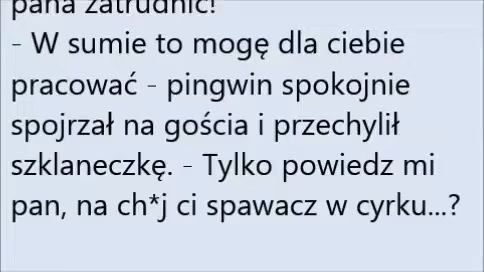 pana zatrudnić!
- W sumie to mogę dla ciebie
pracować - pingwin spokojnie
spojrzał na gościa i przechylił
szklaneczkę. - Tylko powiedz mi
pan, na ch*j ci spawacz w cyrku...?